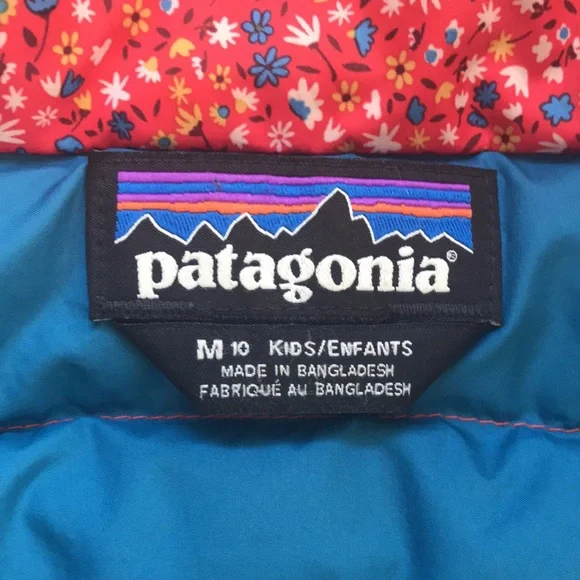 patagonia®
M 10 KIDS/ENFANTS
MADE IN BANGLADESH
FABRIQUÉ AU BANGLADESH